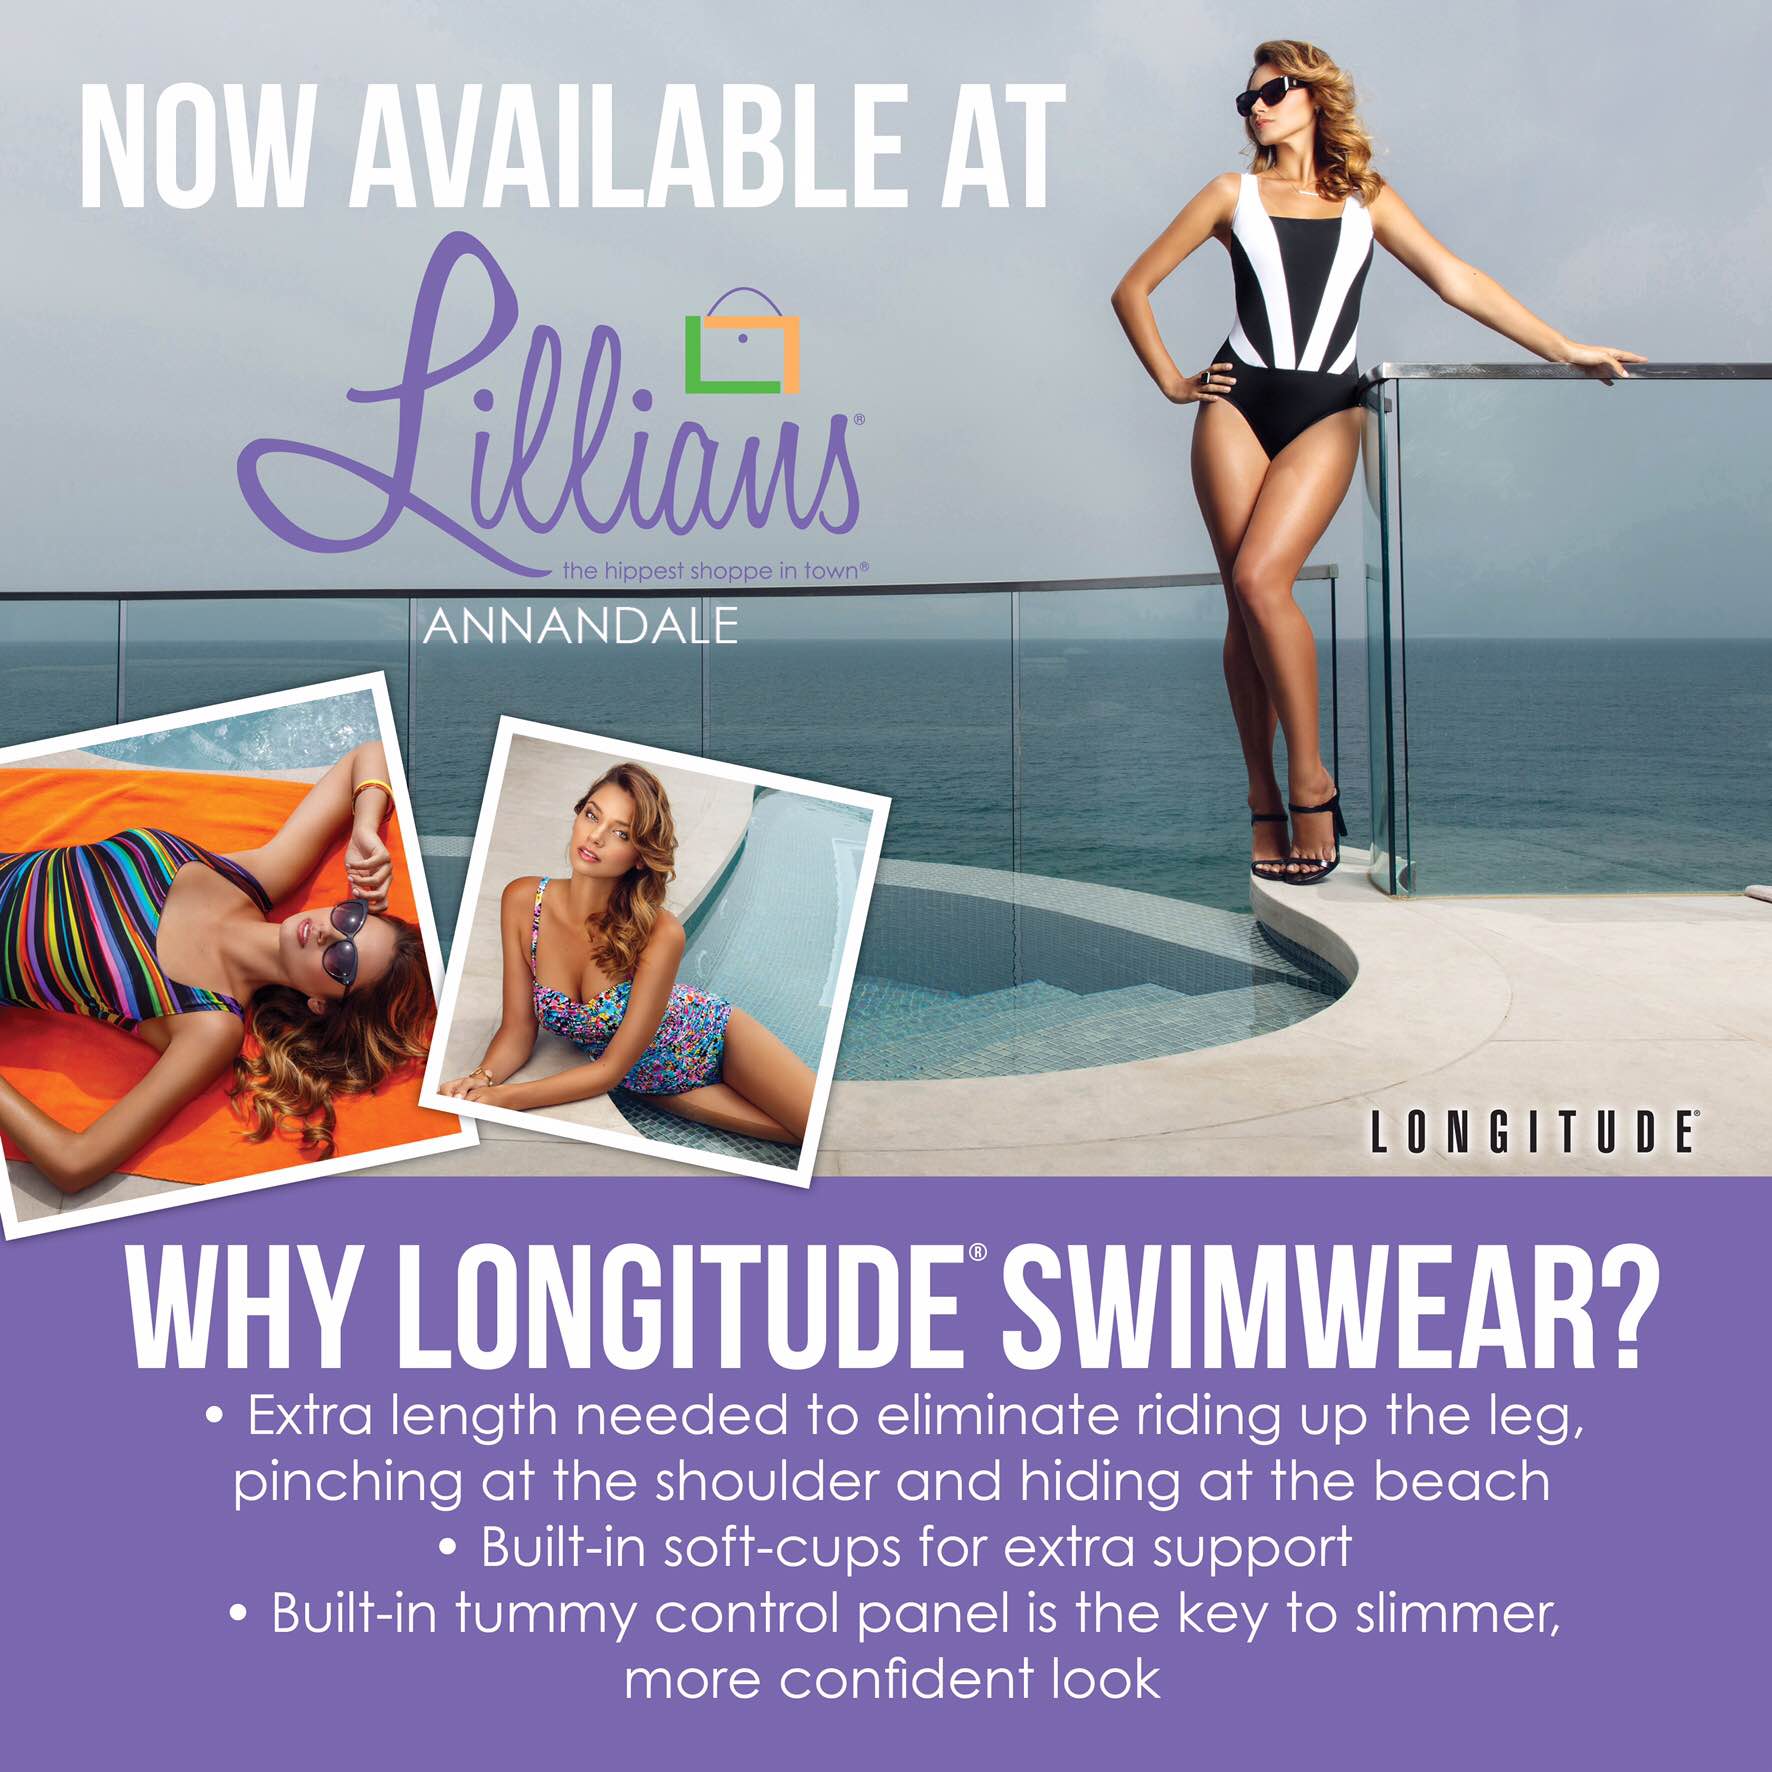 NOW AVAILABLE AT
Lillians®
the hippest shoppe in town®
ANNANDALE
LONGITUDE®
WHY LONGITUDE® SWIMWEAR?
• Extra length needed to eliminate riding up the leg,
pinching at the shoulder and hiding at the beach
• Built-in soft-cups for extra support
• Built-in tummy control panel is the key to slimmer,
more confident look